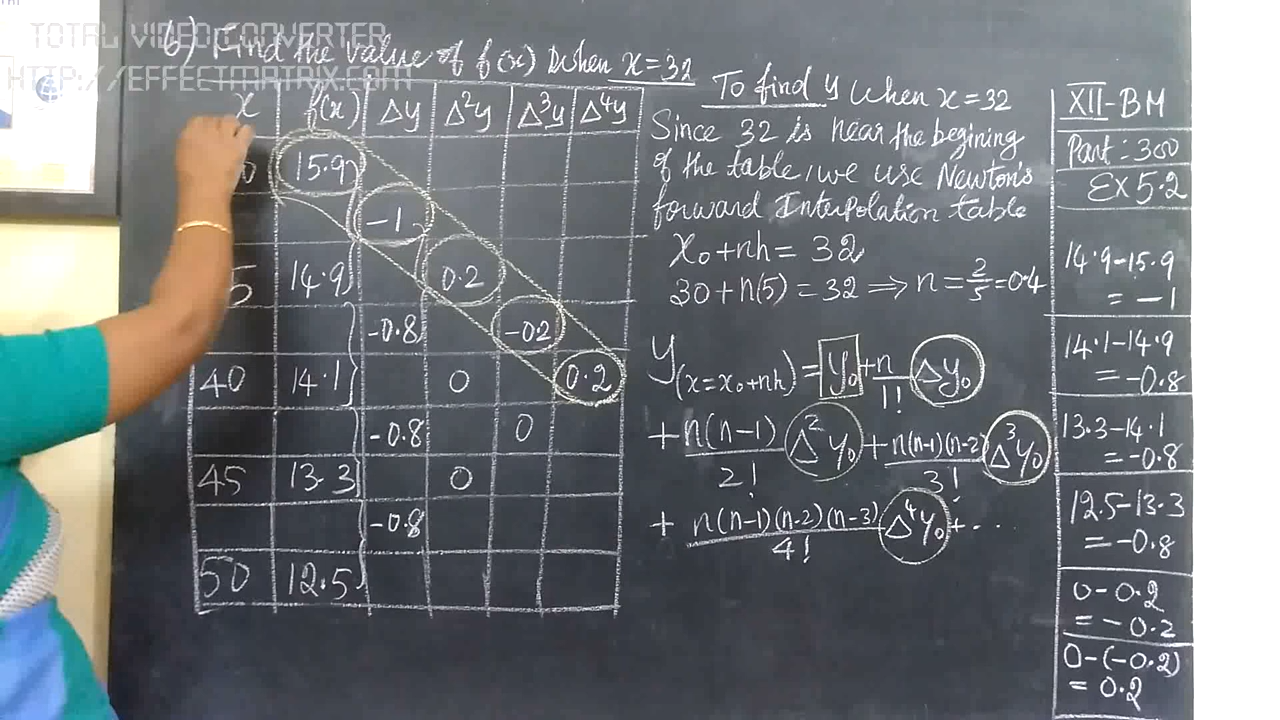 TOTAL VIDEO CONVERTER
HTTP://EFFECTMATRIX.COM
6) Find the value of f(x) when x=32
x f(x) Δy Δ²y Δ³y Δ⁴y
0 15.9
-1
5 14.9 0.2
-0.8 -0.2
40 14.1 0 0.2
-0.8 0
45 13.3 0
-0.8
50 12.5
To find y when x=32
Since 32 is near the begining
of the table, we use Newton's
forward Interpolation table
x₀+nh = 32
30+n(5) = 32 ⟹ n = 2/5 = 0.4
y(x=x₀+nh) = y₀ + n/1! Δy₀
+ n(n-1)/2! Δ²y₀ + n(n-1)(n-2)/3! Δ³y₀
+ n(n-1)(n-2)(n-3)/4! Δ⁴y₀ + ....
XII-BM
Part: 300
Ex 5.2
14.9-15.9
= -1
14.1-14.9
= -0.8
13.3-14.1
= -0.8
12.5-13.3
= -0.8
0-0.2
= -0.2
0-(-0.2)
= 0.2